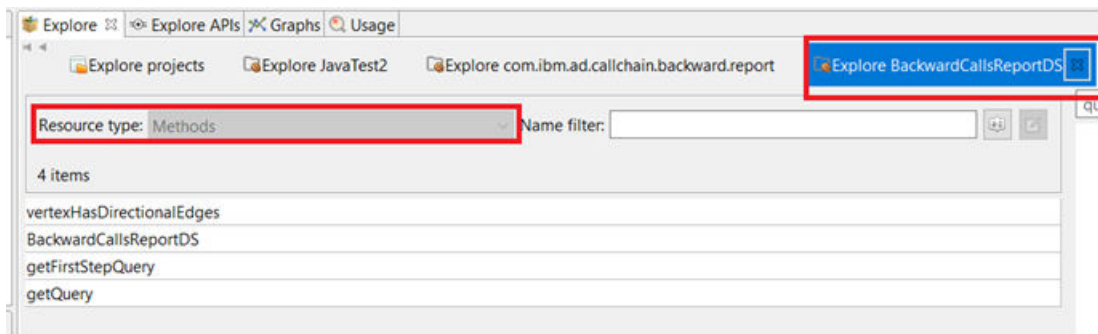 Explore Explore APIs Graphs Usage
Explore projects Explore JavaTest2 Explore com.ibm.ad.callchain.backward.report Explore BackwardCallsReportDS
qu
Resource type: Methods Name filter:
4 items
vertexHasDirectionalEdges
BackwardCallsReportDS
getFirstStepQuery
getQuery